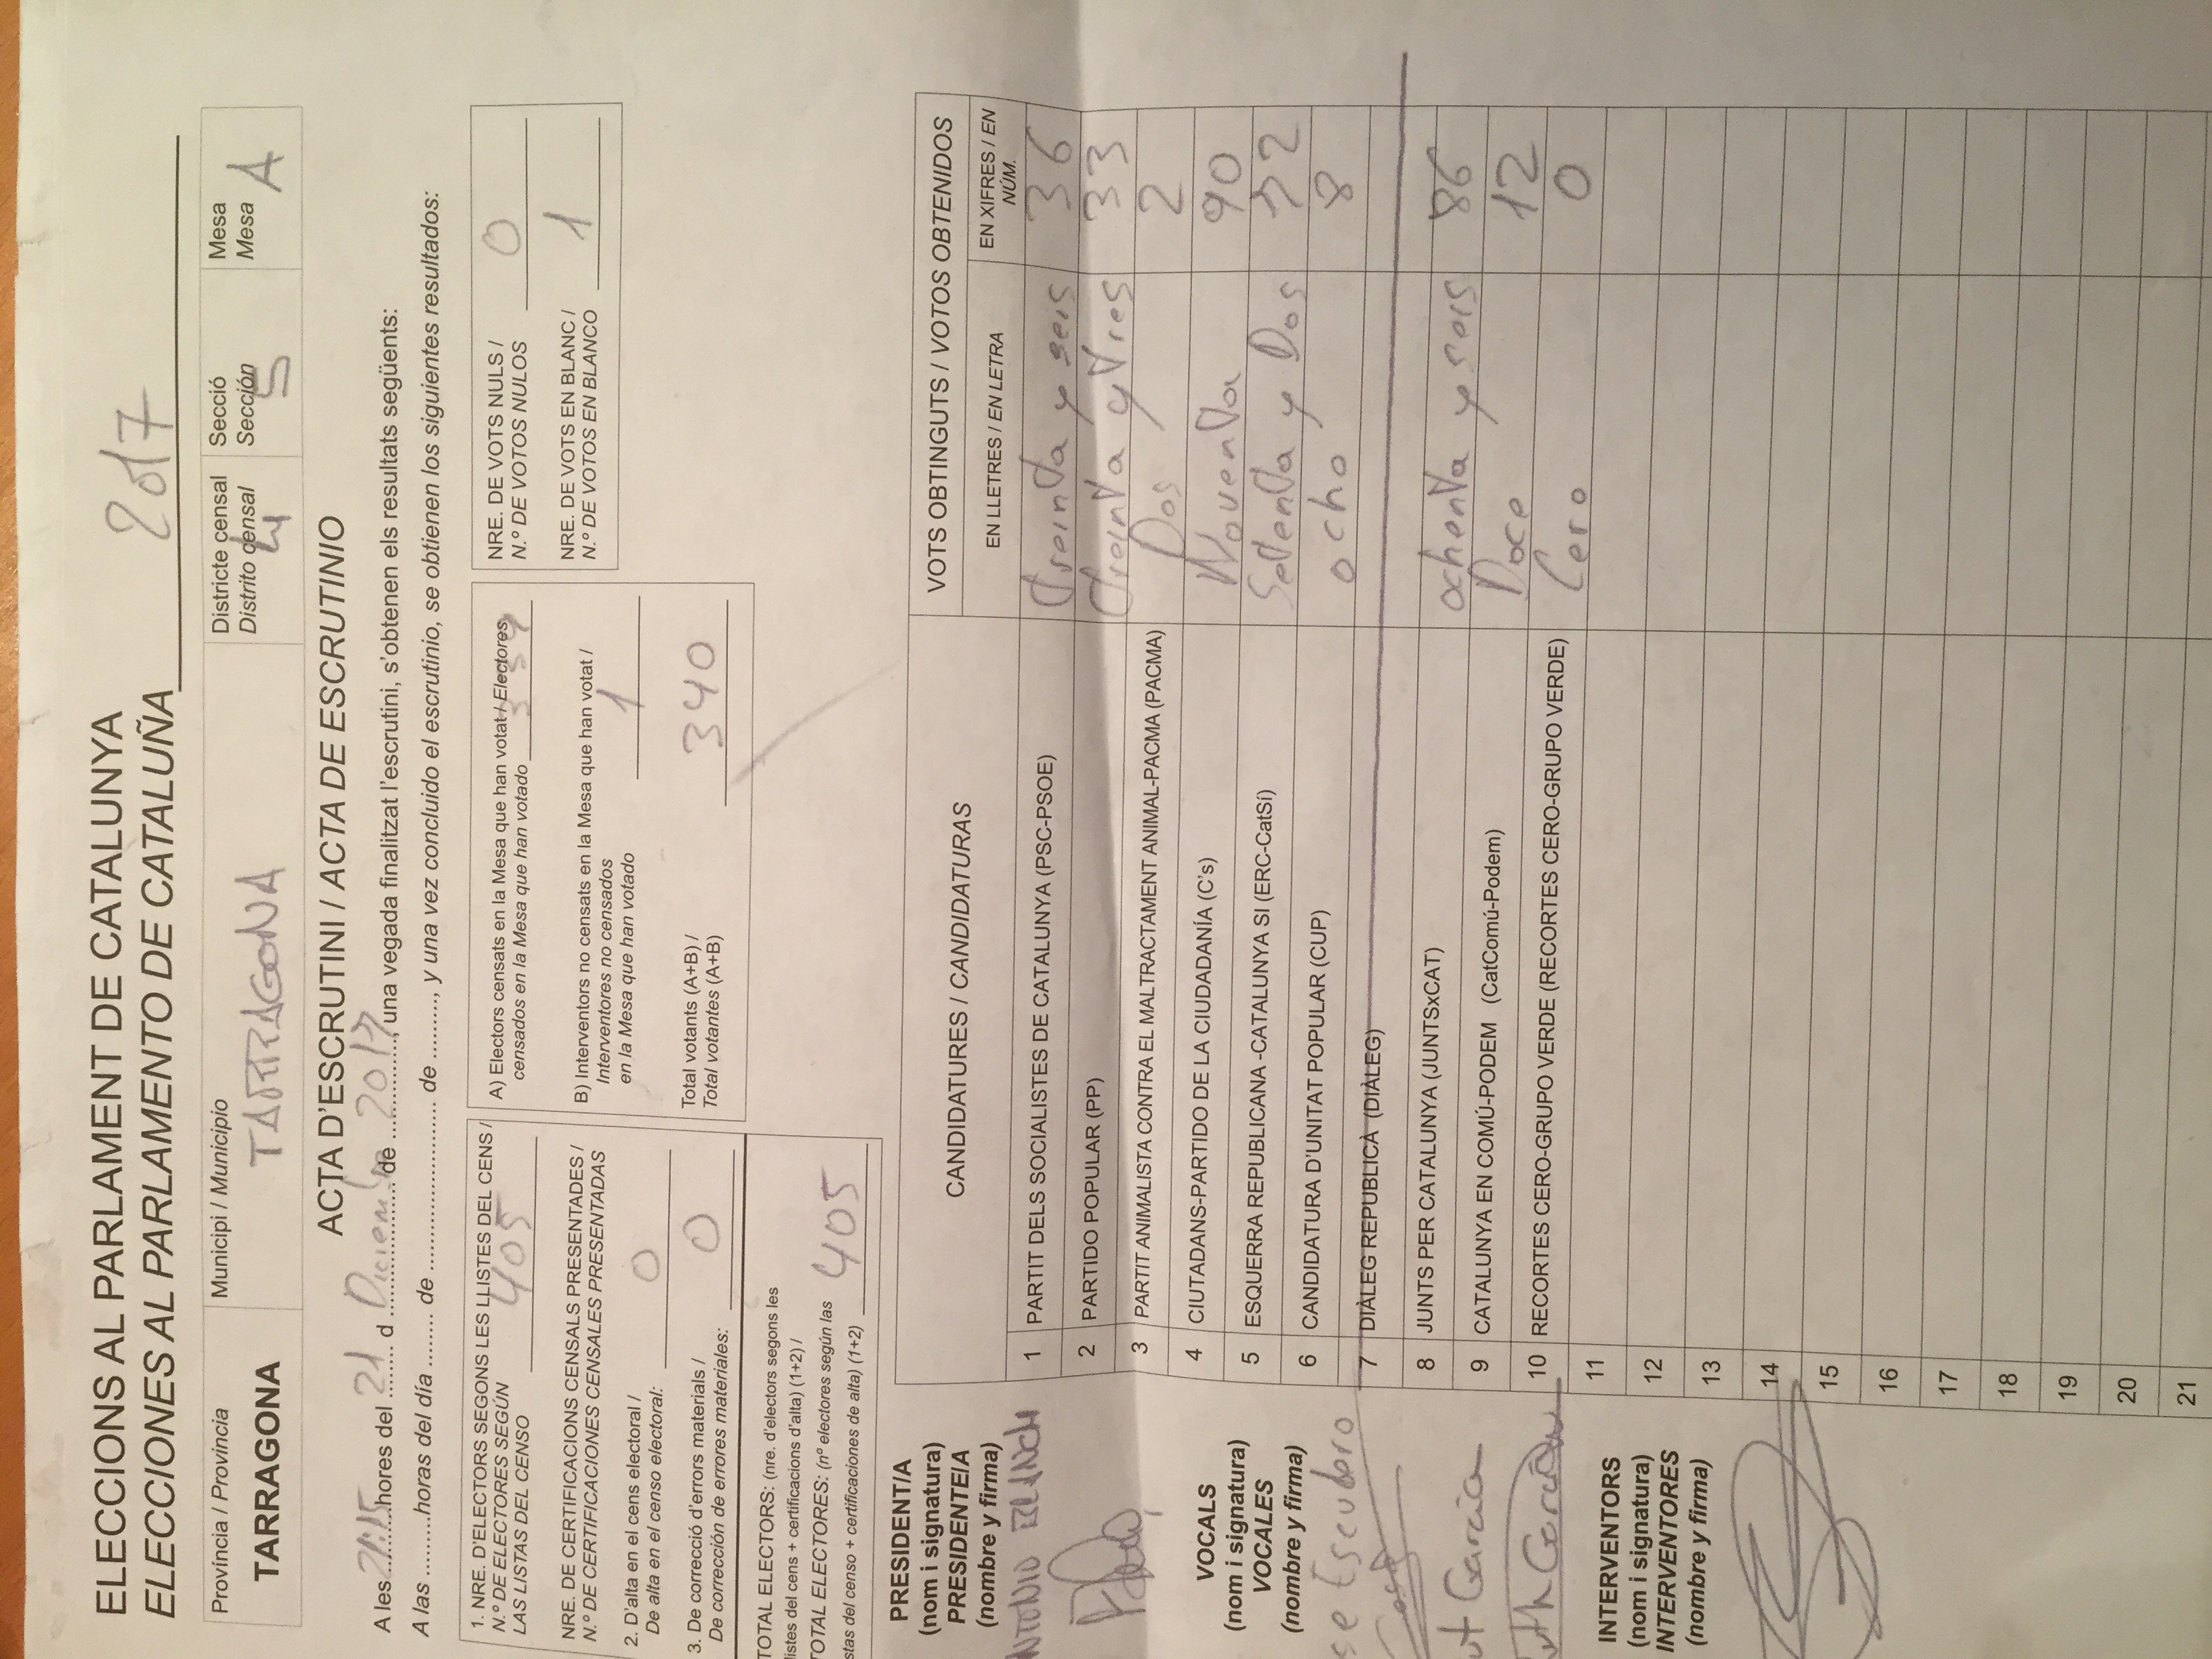 ELECCIONS AL PARLAMENT DE CATALUNYA
ELECCIONES AL PARLAMENTO DE CATALUÑA 2017
Província / Provincia Municipi / Municipio Districte censal Secció Mesa
Distrito censal Sección Mesa
TARRAGONA TARRAGONA 4 5 A
ACTA D'ESCRUTINI / ACTA DE ESCRUTINIO
A les 21:15 hores del 21 d Diciembre de 2017, una vegada finalitzat l'escrutini, s'obtenen els resultats següents:
A las .........horas del día ........ de ........................ de ........., y una vez concluido el escrutinio, se obtienen los siguientes resultados:
1. NRE. D'ELECTORS SEGONS LES LLISTES DEL CENS /
N.º DE ELECTORES SEGÚN
LAS LISTAS DEL CENSO 405
NRE. DE CERTIFICACIONS CENSALS PRESENTADES /
N.º DE CERTIFICACIONES CENSALES PRESENTADAS
2. D'alta en el cens electoral /
De alta en el censo electoral: 0
3. De correcció d'errors materials /
De corrección de errores materiales: 0
TOTAL ELECTORS: (nre. d'electors segons les
listes del cens + certificacions d'alta) (1+2) /
TOTAL ELECTORES: (nº electores según las
stas del censo + certificaciones de alta) (1+2) 405
A) Electors censats en la Mesa que han votat / Electores
censados en la Mesa que han votado 339
B) Interventors no censats en la Mesa que han votat /
Interventores no censados
en la Mesa que han votado 1
Total votants (A+B) /
Total votantes (A+B) 340
NRE. DE VOTS NULS /
N.º DE VOTOS NULOS 0
NRE. DE VOTS EN BLANC /
N.º DE VOTOS EN BLANCO 1
PRESIDENT/A
(nom i signatura)
PRESIDENTE/A
(nombre y firma)
NTONIO BLANCH
VOCALS
(nom i signatura)
VOCALES
(nombre y firma)
se Escudero
ut Garcia
uth Garcia
INTERVENTORS
(nom i signatura)
INTERVENTORES
(nombre y firma)
CANDIDATURES / CANDIDATURAS VOTS OBTINGUTS / VOTOS OBTENIDOS
EN LLETRES / EN LETRA EN XIFRES / EN
NÚM.
1 PARTIT DELS SOCIALISTES DE CATALUNYA (PSC-PSOE) Treinta y seis 36
2 PARTIDO POPULAR (PP) Treinta y tres 33
3 PARTIT ANIMALISTA CONTRA EL MALTRACTAMENT ANIMAL-PACMA (PACMA) Dos 2
4 CIUTADANS-PARTIDO DE LA CIUDADANÍA (C's) Noventa 90
5 ESQUERRA REPUBLICANA -CATALUNYA SI (ERC-CatSí) Setenta y Dos 72
6 CANDIDATURA D'UNITAT POPULAR (CUP) ocho 8
7 DIÀLEG REPUBLICÀ (DIÀLEG)
8 JUNTS PER CATALUNYA (JUNTSxCAT) ochenta y seis 86
9 CATALUNYA EN COMÚ-PODEM (CatComú-Podem) Doce 12
10 RECORTES CERO-GRUPO VERDE (RECORTES CERO-GRUPO VERDE) Cero 0
11
12
13
14
15
16
17
18
19
20
21